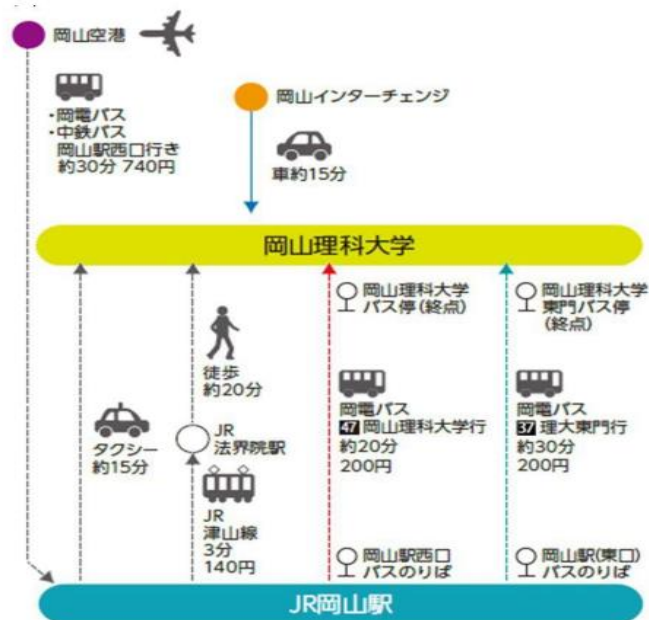 岡山空港
・岡電バス
・中鉄バス
岡山駅西口行き
約30分 740円
岡山インターチェンジ
車約15分
岡山理科大学
タクシー
約15分
徒歩
約20分
JR
法界院駅
JR
津山線
3分
140円
岡山理科大学
バス停(終点)
岡電バス
47 岡山理科大学行
約20分
200円
岡山駅西口
バスのりば
岡山理科大学
東門バス停
(終点)
岡電バス
37 理大東門行
約30分
200円
岡山駅(東口)
バスのりば
JR岡山駅